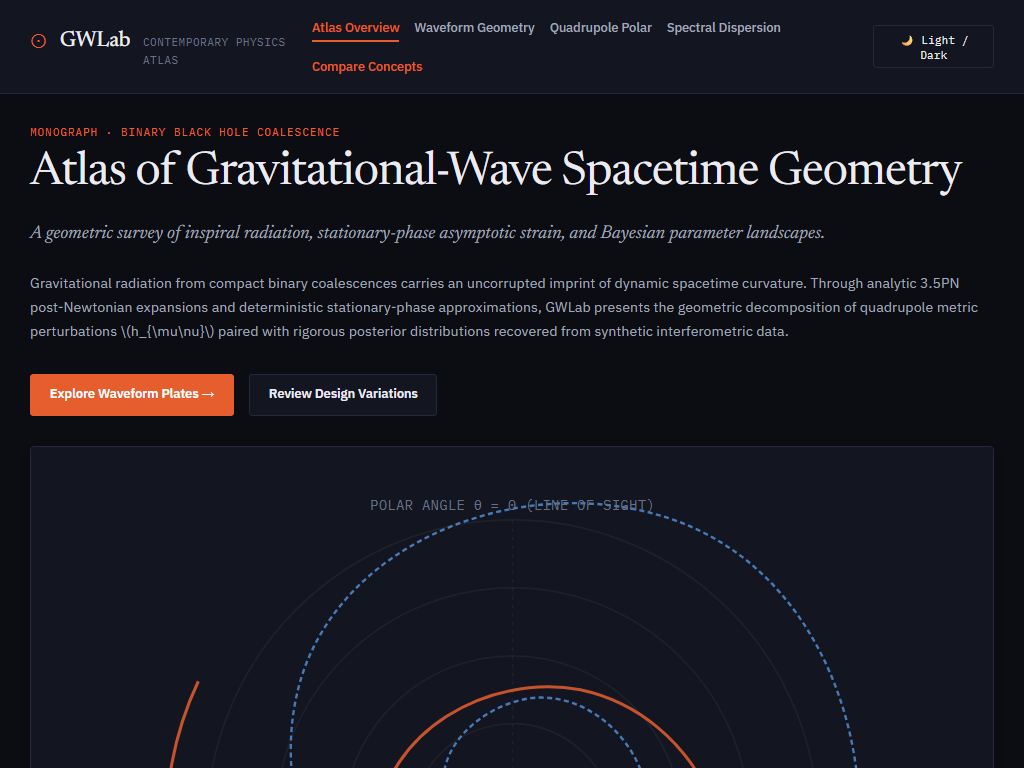 GWLab
CONTEMPORARY PHYSICS
ATLAS
Atlas Overview
Waveform Geometry
Quadrupole Polar
Spectral Dispersion
Compare Concepts
🌙 Light /
Dark
MONOGRAPH · BINARY BLACK HOLE COALESCENCE
Atlas of Gravitational-Wave Spacetime Geometry
A geometric survey of inspiral radiation, stationary-phase asymptotic strain, and Bayesian parameter landscapes.
Gravitational radiation from compact binary coalescences carries an uncorrupted imprint of dynamic spacetime curvature. Through analytic 3.5PN
post-Newtonian expansions and deterministic stationary-phase approximations, GWLab presents the geometric decomposition of quadrupole metric
perturbations \(h_{\mu\nu}\) paired with rigorous posterior distributions recovered from synthetic interferometric data.
Explore Waveform Plates →
Review Design Variations
POLAR ANGLE θ = 0 (LINE OF SIGHT)